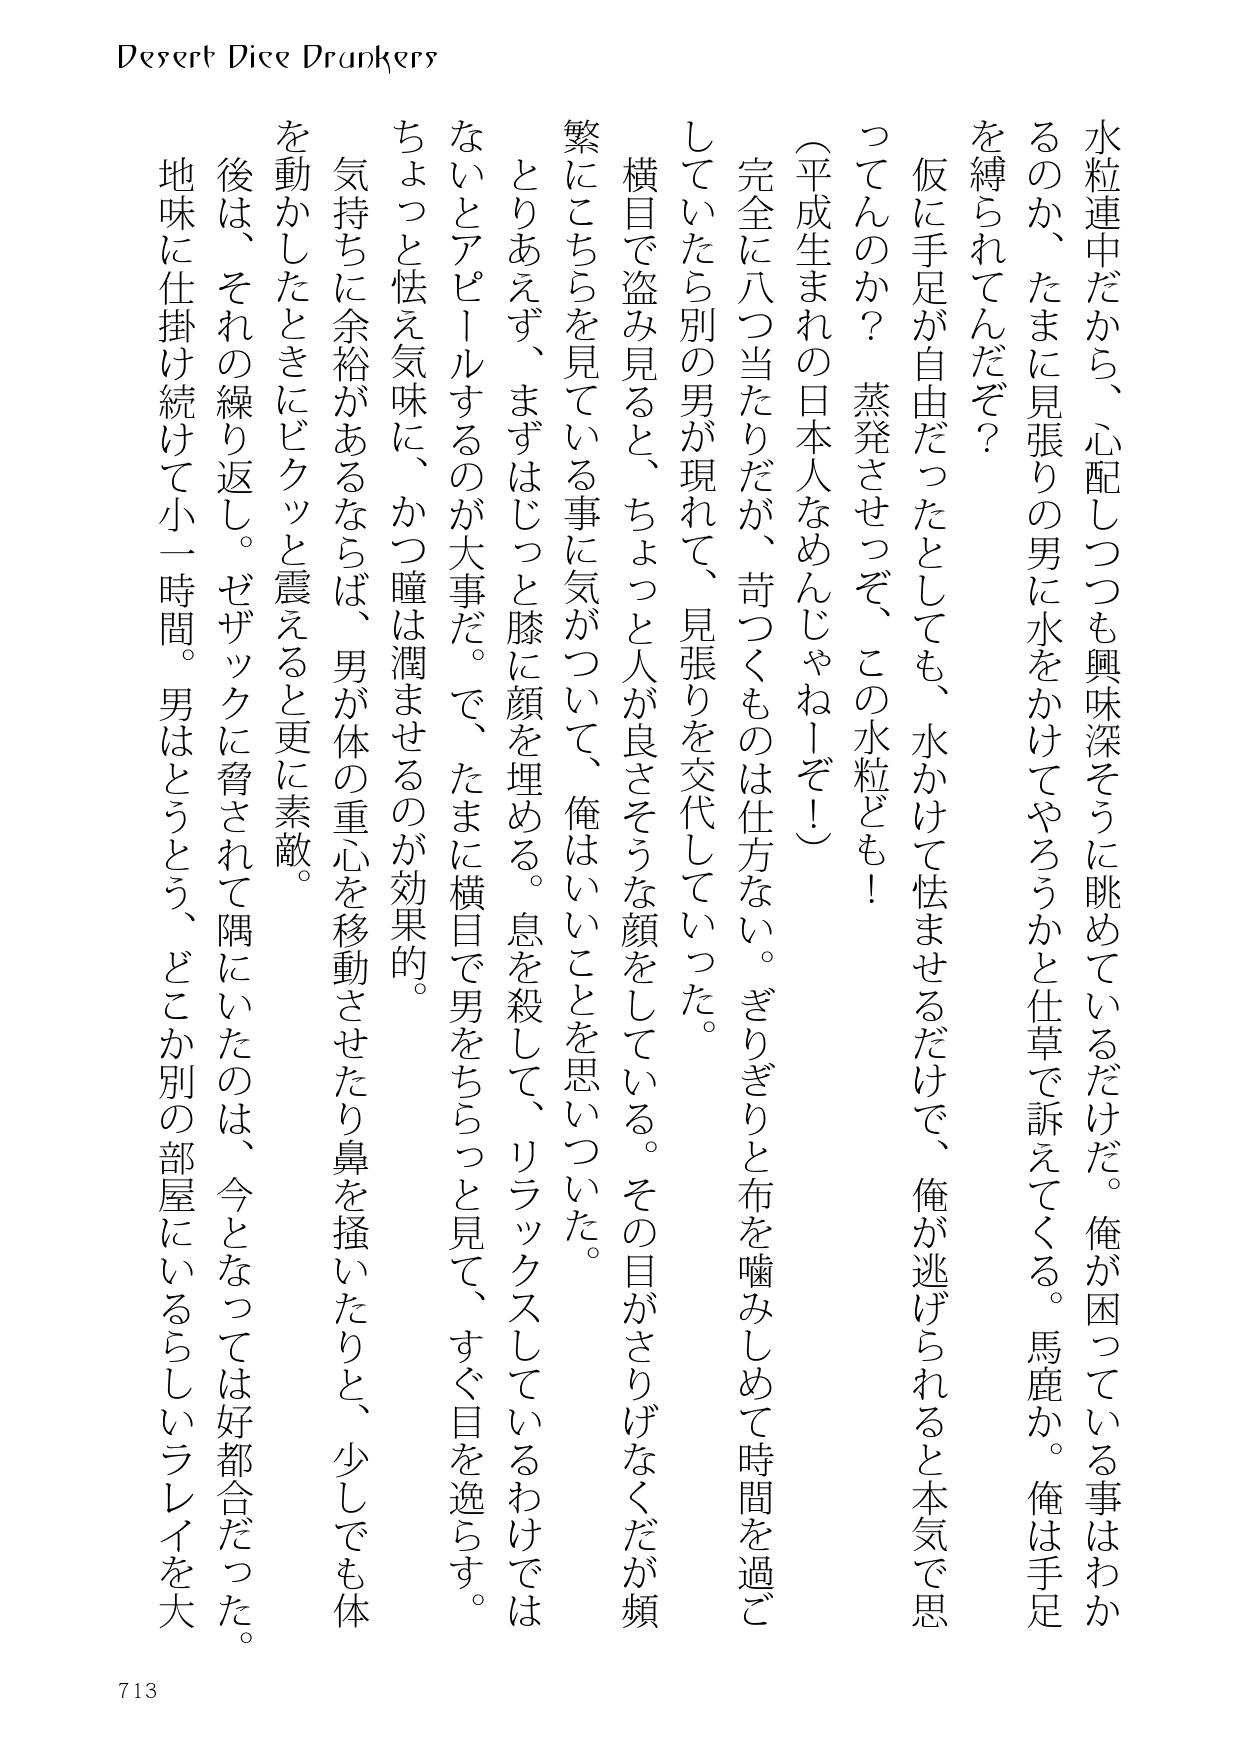 Desert Dice Drunkers
水粒連中だから、心配しつつも興味深そうに眺めているだけだ。俺が困っている事はわか
るのか、たまに見張りの男に水をかけてやろうかと仕草で訴えてくる。馬鹿か。俺は手足
を縛られてんだぞ？
　仮に手足が自由だったとしても、水かけて怯ませるだけで、俺が逃げられると本気で思
ってんのか？　蒸発させっぞ、この水粒ども！
（平成生まれの日本人なめんじゃねーぞ！）
　完全に八つ当たりだが、苛つくものは仕方ない。ぎりぎりと布を噛みしめて時間を過ご
していたら別の男が現れて、見張りを交代していった。
　横目で盗み見ると、ちょっと人が良さそうな顔をしている。その目がさりげなくだが頻
繁にこちらを見ている事に気がついて、俺はいいことを思いついた。
　とりあえず、まずはじっと膝に顔を埋める。息を殺して、リラックスしているわけでは
ないとアピールするのが大事だ。で、たまに横目で男をちらっと見て、すぐ目を逸らす。
ちょっと怯え気味に、かつ瞳は潤ませるのが効果的。
　気持ちに余裕があるならば、男が体の重心を移動させたり鼻を掻いたりと、少しでも体
を動かしたときにビクッと震えると更に素敵。
　後は、それの繰り返し。ゼザックに脅されて隅にいたのは、今となっては好都合だった。
　地味に仕掛け続けて小一時間。男はとうとう、どこか別の部屋にいるらしいラレイを大
713